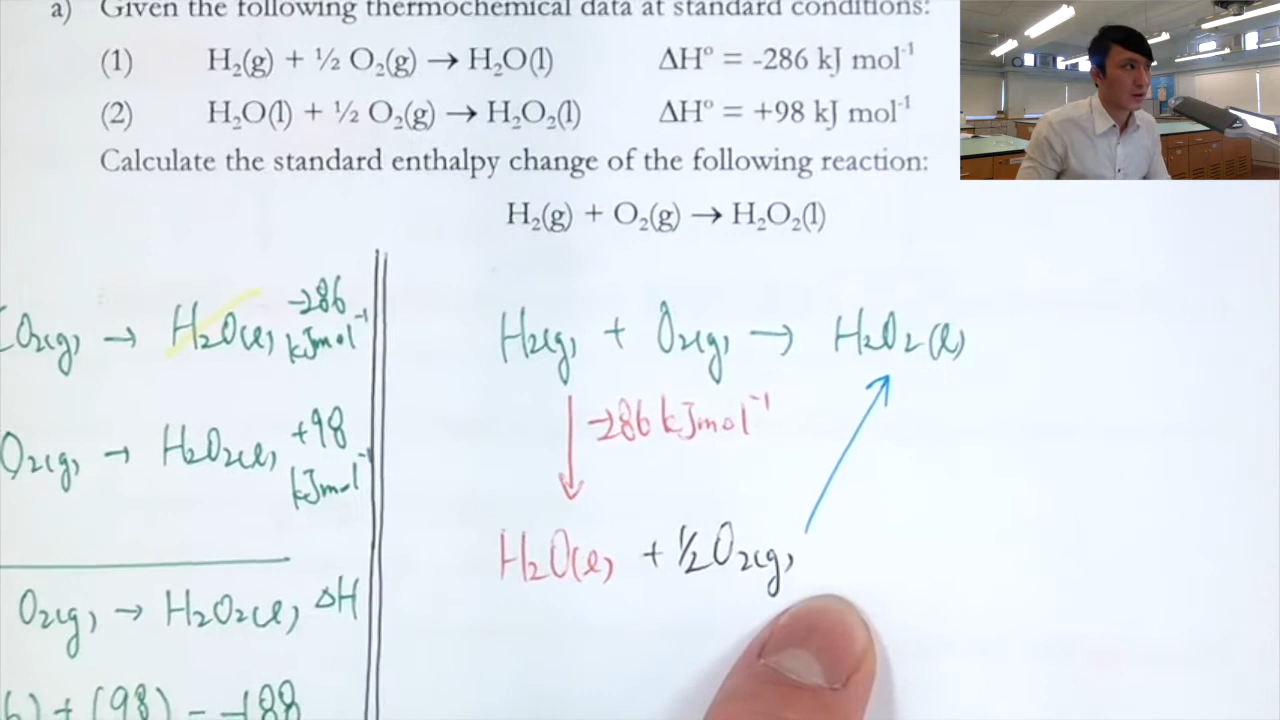 a) Given the following thermochemical data at standard conditions:
(1) H₂(g) + ½ O₂(g) → H₂O(l) ΔH° = -286 kJ mol⁻¹
(2) H₂O(l) + ½ O₂(g) → H₂O₂(l) ΔH° = +98 kJ mol⁻¹
Calculate the standard enthalpy change of the following reaction:
H₂(g) + O₂(g) → H₂O₂(l)
O₂(g) → H₂O(l) -286 kJmol⁻¹
O₂(g) → H₂O₂(l) +98 kJmol⁻¹
O₂(g) → H₂O₂(l) ΔH
) + (98) = -188
H₂(g) + O₂(g) → H₂O₂(l)
-286 kJmol⁻¹
H₂O(l) + ½O₂(g)